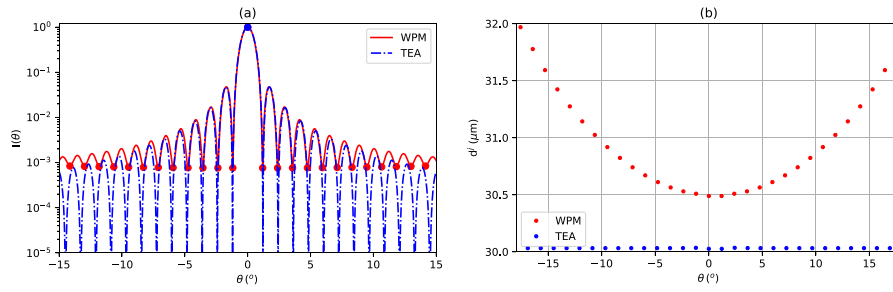 (a)
I(θ)
10⁰
10⁻¹
10⁻²
10⁻³
10⁻⁴
10⁻⁵
WPM
TEA
−15 −10 −5 0 5 10 15
θ (°)
(b)
dʲ (μm)
32.0
31.5
31.0
30.5
30.0
WPM
TEA
−15 −10 −5 0 5 10 15
θ (°)